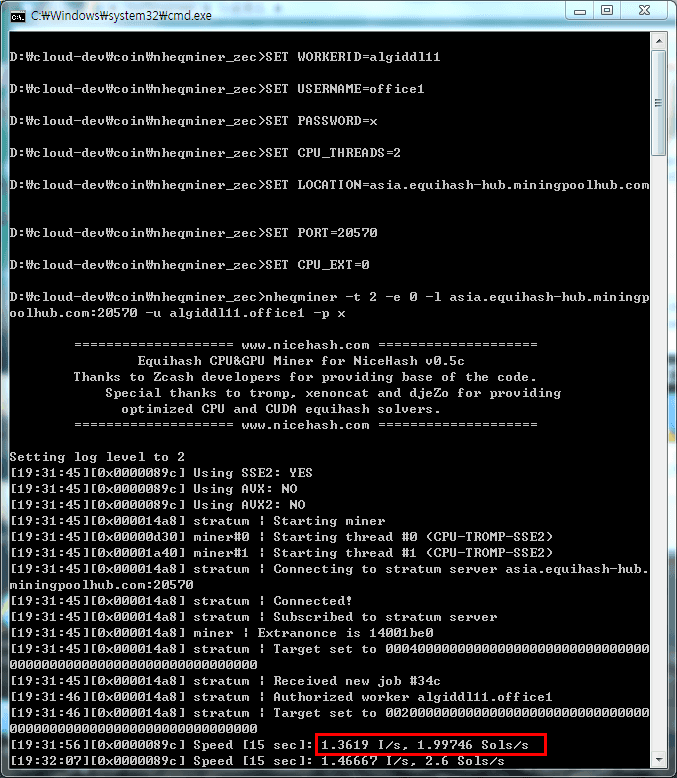 C:₩Windows₩system32₩cmd.exe
D:₩cloud-dev₩coin₩nheqminer_zec>SET WORKERID=algiddl11
D:₩cloud-dev₩coin₩nheqminer_zec>SET USERNAME=office1
D:₩cloud-dev₩coin₩nheqminer_zec>SET PASSWORD=x
D:₩cloud-dev₩coin₩nheqminer_zec>SET CPU_THREADS=2
D:₩cloud-dev₩coin₩nheqminer_zec>SET LOCATION=asia.equihash-hub.miningpoolhub.com
D:₩cloud-dev₩coin₩nheqminer_zec>SET PORT=20570
D:₩cloud-dev₩coin₩nheqminer_zec>SET CPU_EXT=0
D:₩cloud-dev₩coin₩nheqminer_zec>nheqminer -t 2 -e 0 -l asia.equihash-hub.miningp
oolhub.com:20570 -u algiddl11.office1 -p x
==================== www.nicehash.com ====================
Equihash CPU&GPU Miner for NiceHash v0.5c
Thanks to Zcash developers for providing base of the code.
Special thanks to tromp, xenoncat and djeZo for providing
optimized CPU and CUDA equihash solvers.
==================== www.nicehash.com ====================
Setting log level to 2
[19:31:45][0x0000089c] Using SSE2: YES
[19:31:45][0x0000089c] Using AVX: NO
[19:31:45][0x0000089c] Using AVX2: NO
[19:31:45][0x000014a8] stratum | Starting miner
[19:31:45][0x00000d30] miner#0 | Starting thread #0 (CPU-TROMP-SSE2)
[19:31:45][0x00001a40] miner#1 | Starting thread #1 (CPU-TROMP-SSE2)
[19:31:45][0x000014a8] stratum | Connecting to stratum server asia.equihash-hub.
miningpoolhub.com:20570
[19:31:45][0x000014a8] stratum | Connected!
[19:31:45][0x000014a8] stratum | Subscribed to stratum server
[19:31:45][0x000014a8] miner | Extranonce is 14001be0
[19:31:45][0x000014a8] stratum | Target set to 000400000000000000000000000000000
0000000000000000000000000000000
[19:31:45][0x000014a8] stratum | Received new job #34c
[19:31:46][0x000014a8] stratum | Authorized worker algiddl11.office1
[19:31:46][0x000014a8] stratum | Target set to 002000000000000000000000000000000
0000000000000000000000000000000
[19:31:56][0x0000089c] Speed [15 sec]: 1.3619 I/s, 1.99746 Sols/s
[19:32:07][0x0000089c] Speed [15 sec]: 1.46667 I/s, 2.6 Sols/s